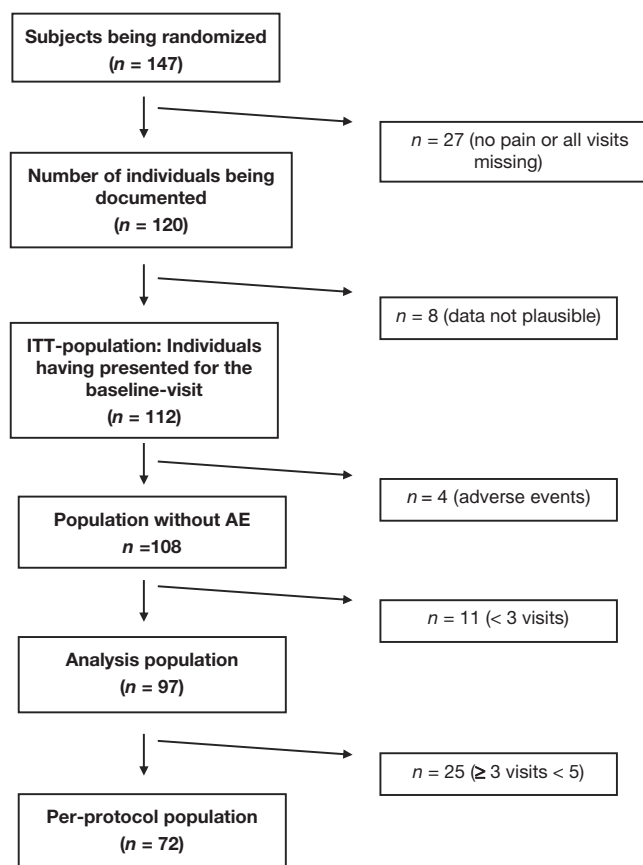 Subjects being randomized
(n = 147)
n = 27 (no pain or all visits
missing)
Number of individuals being
documented
(n = 120)
n = 8 (data not plausible)
ITT-population: Individuals
having presented for the
baseline-visit
(n = 112)
n = 4 (adverse events)
Population without AE
n =108
n = 11 (< 3 visits)
Analysis population
(n = 97)
n = 25 (≥ 3 visits < 5)
Per-protocol population
(n = 72)